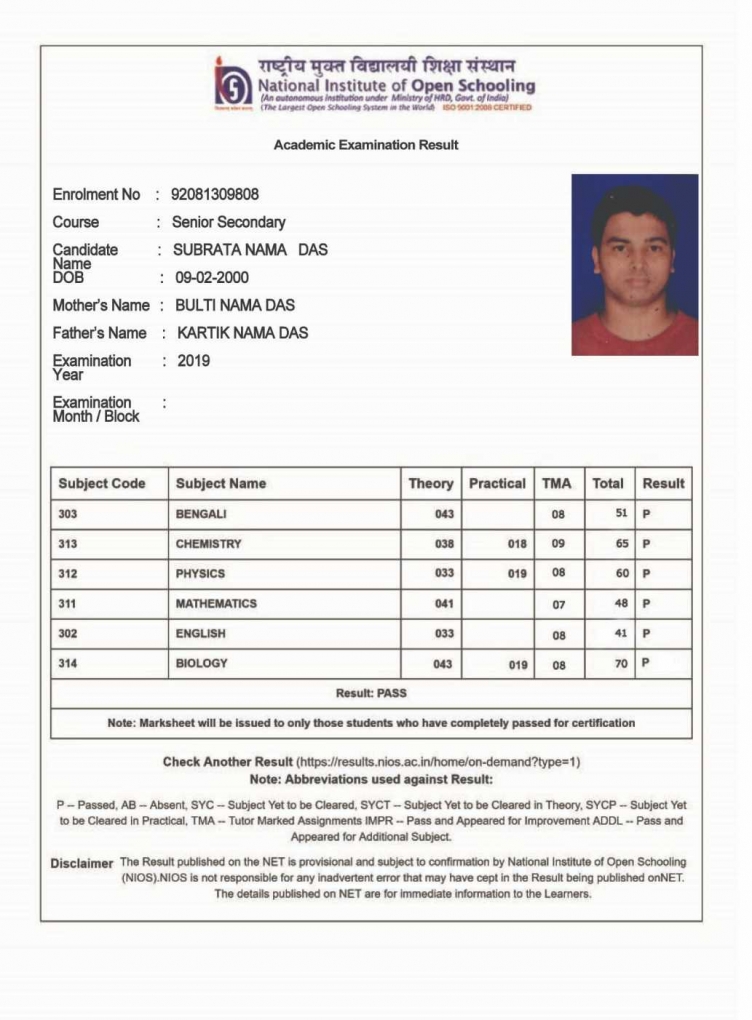 राष्ट्रीय मुक्त विद्यालयी शिक्षा संस्थान
National Institute of Open Schooling
(An autonomous institution under Ministry of HRD, Govt. of India)
(The Largest Open Schooling System in the World) ISO 9001:2008 CERTIFIED
Academic Examination Result
Enrolment No : 92081309808
Course : Senior Secondary
Candidate Name : SUBRATA NAMA DAS
DOB : 09-02-2000
Mother's Name : BULTI NAMA DAS
Father's Name : KARTIK NAMA DAS
Examination Year : 2019
Examination Month / Block :
Subject Code Subject Name Theory Practical TMA Total Result
303 BENGALI 043 08 51 P
313 CHEMISTRY 038 018 09 65 P
312 PHYSICS 033 019 08 60 P
311 MATHEMATICS 041 07 48 P
302 ENGLISH 033 08 41 P
314 BIOLOGY 043 019 08 70 P
Result: PASS
Note: Marksheet will be issued to only those students who have completely passed for certification
Check Another Result (https://results.nios.ac.in/home/on-demand?type=1)
Note: Abbreviations used against Result:
P -- Passed, AB -- Absent, SYC -- Subject Yet to be Cleared, SYCT -- Subject Yet to be Cleared in Theory, SYCP -- Subject Yet
to be Cleared in Practical, TMA -- Tutor Marked Assignments IMPR -- Pass and Appeared for Improvement ADDL -- Pass and
Appeared for Additional Subject.
Disclaimer The Result published on the NET is provisional and subject to confirmation by National Institute of Open Schooling
(NIOS).NIOS is not responsible for any inadvertent error that may have cept in the Result being published onNET.
The details published on NET are for immediate information to the Learners.